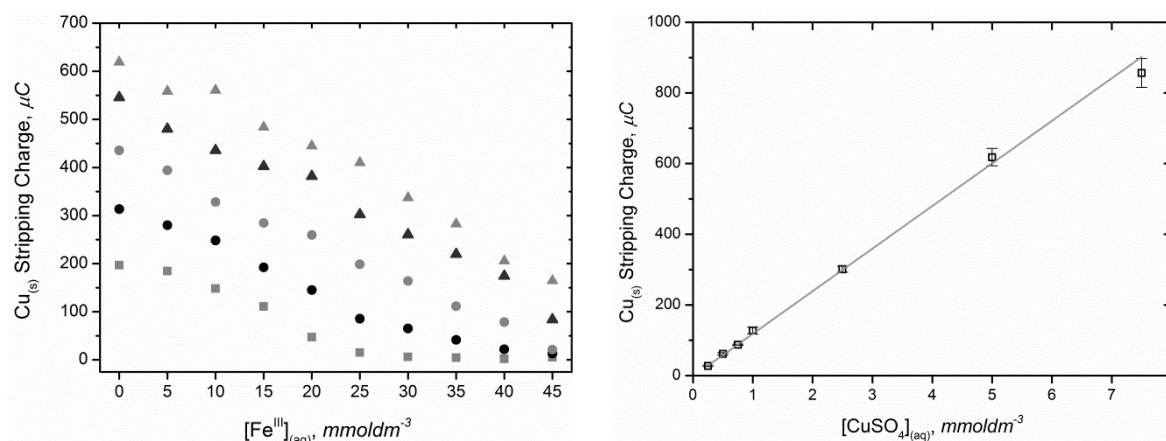 700
600
500
400
300
200
100
0
Cu(s) Stripping Charge, μC
0 5 10 15 20 25 30 35 40 45
[Feᴵᴵᴵ](aq), mmoldm⁻³
1000
800
600
400
200
0
Cu(s) Stripping Charge, μC
0 1 2 3 4 5 6 7
[CuSO₄](aq), mmoldm⁻³